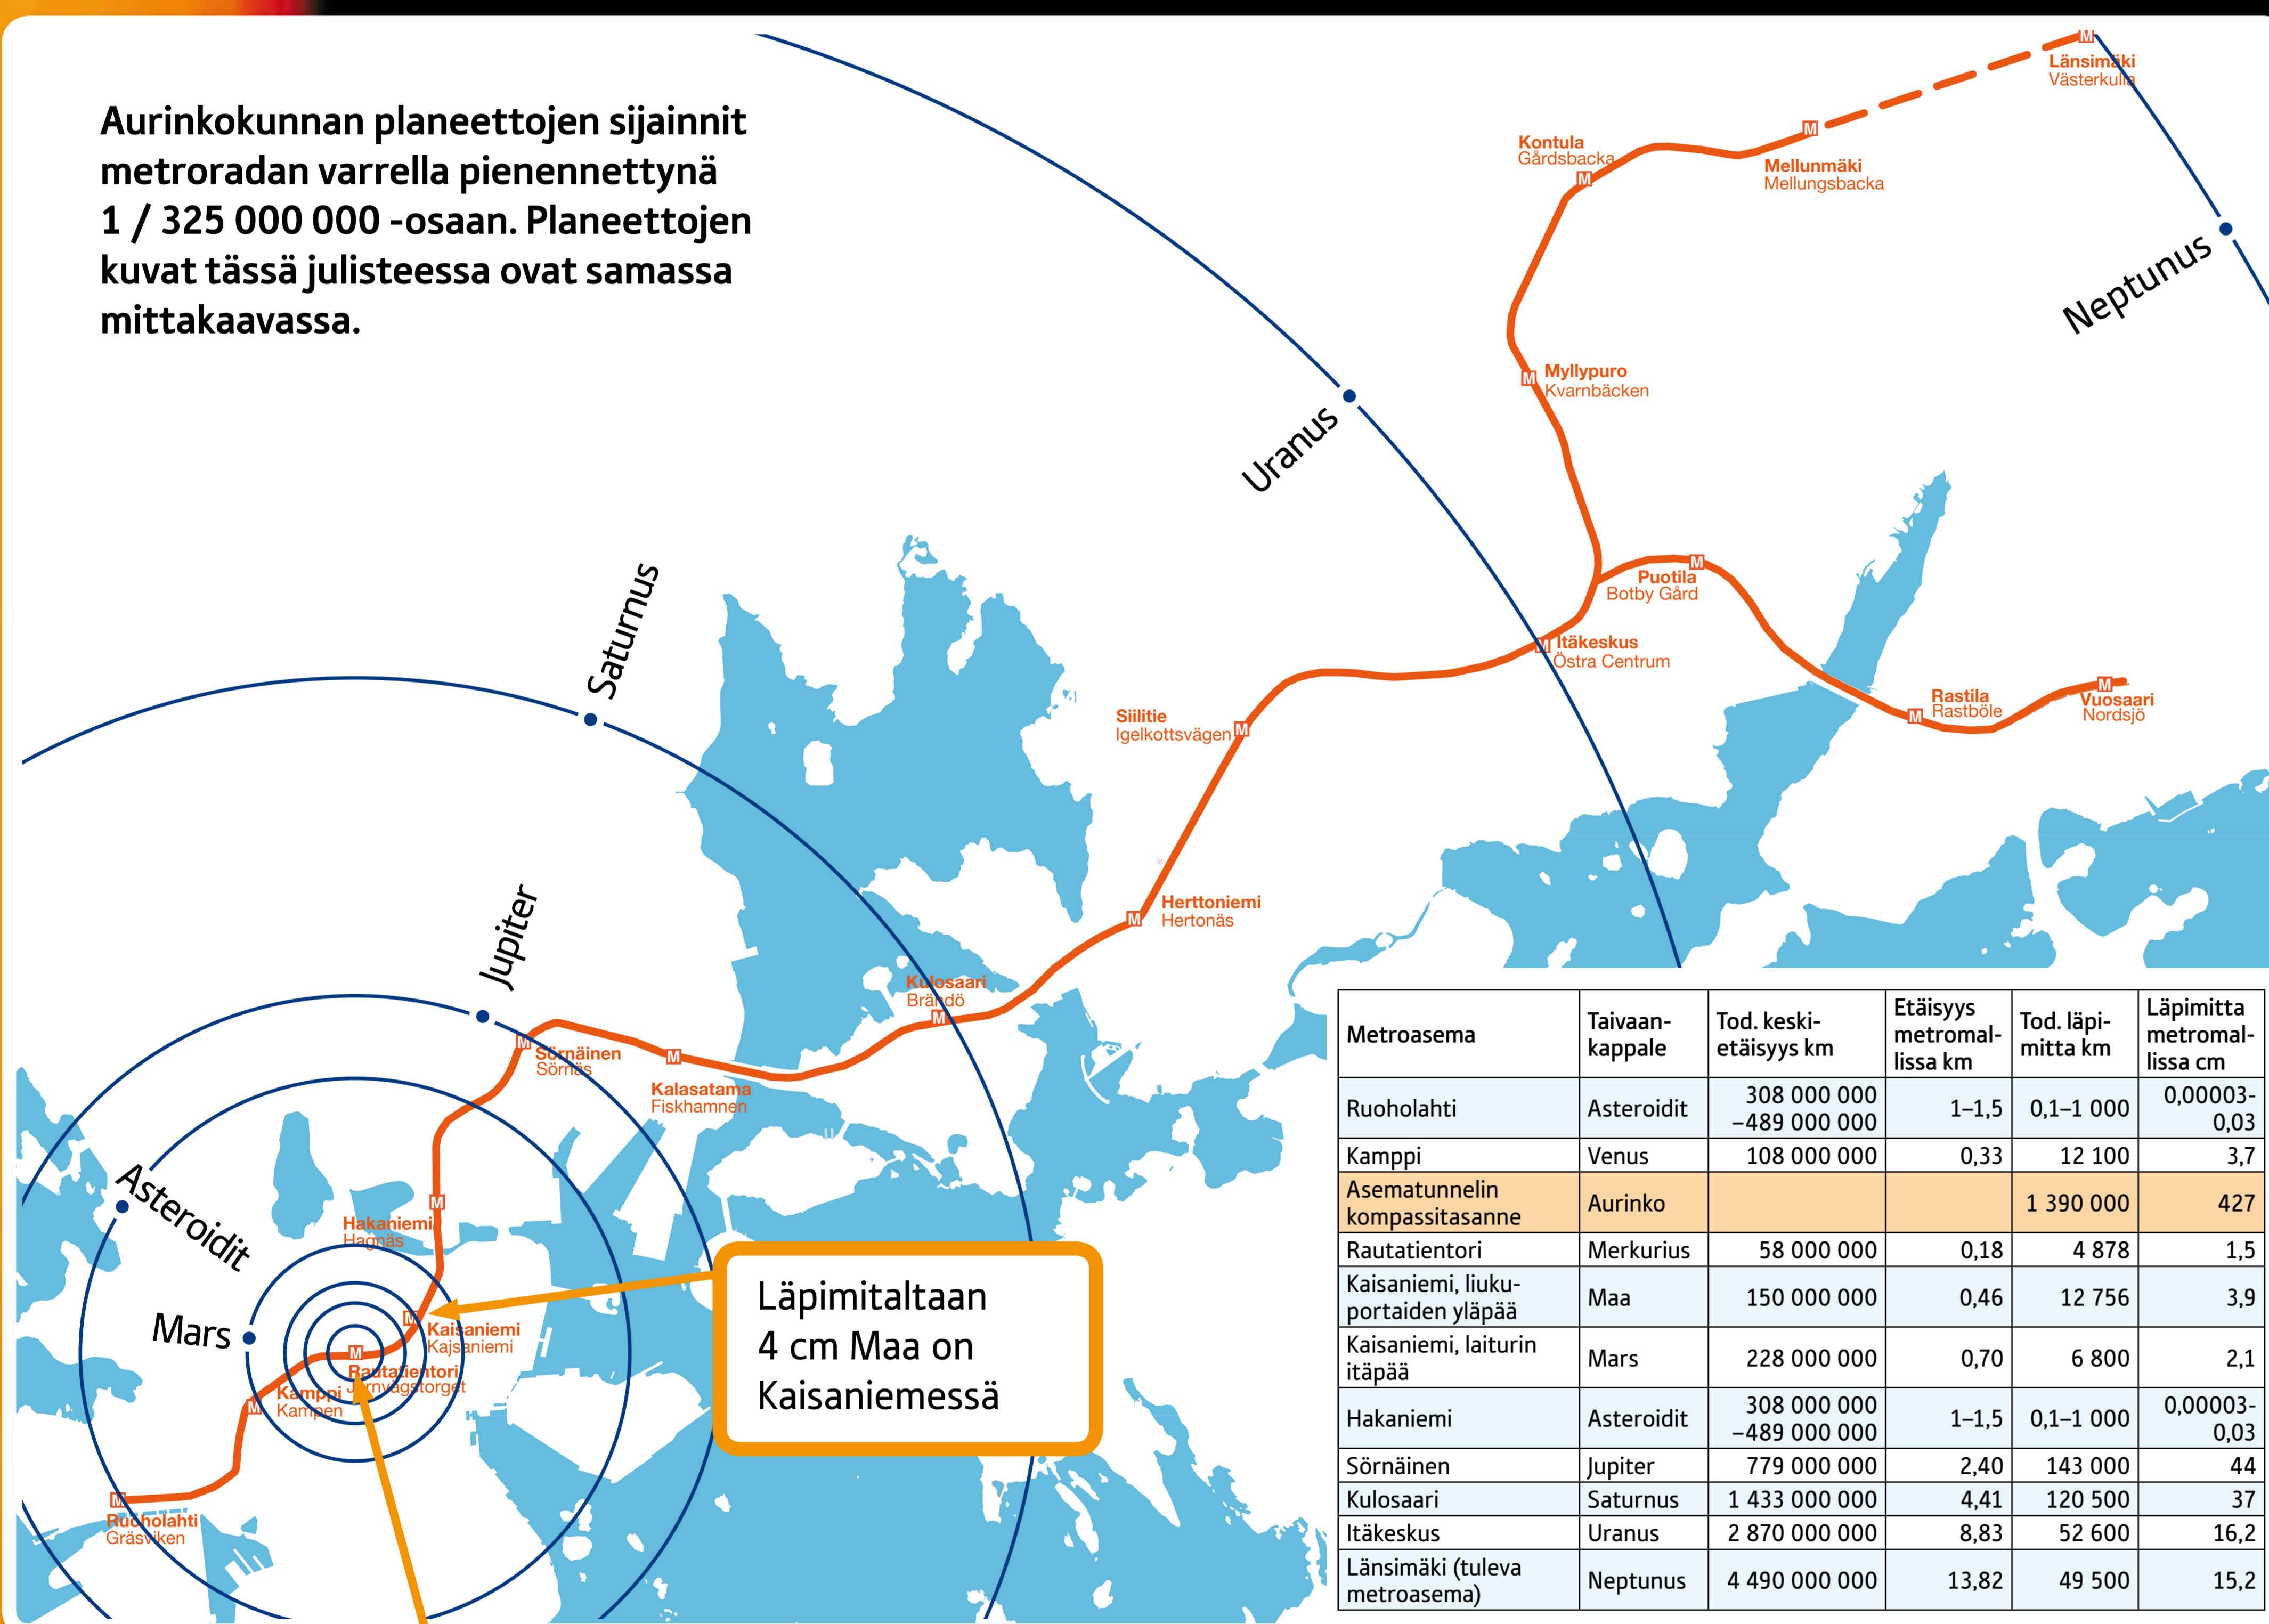 Aurinkokunnan planeettojen sijainnit
metroradan varrella pienennettynä
1 / 325 000 000 -osaan. Planeettojen
kuvat tässä julisteessa ovat samassa
mittakaavassa.
M
Länsimäki
Västerkulla
Kontula
Gårdsbacka
M
M
Mellunmäki
Mellungsbacka
Neptunus
M
Myllypuro
Kvarnbäcken
Uranus
M
Puotila
Botby Gård
M
Itäkeskus
Östra Centrum
Saturnus
Siilitie
Igelkottsvägen
M
M
Rastila
Rastböle
M
Vuosaari
Nordsjö
Jupiter
M
Herttoniemi
Hertonäs
Kulosaari
Brändö
M
M
Sörnäinen
Sörnäs
M
Kalasatama
Fiskhamnen
Asteroidit
M
Hakaniemi
Hagnäs
Mars
M
Kaisaniemi
Kajsaniemi
M
Rautatientori
Järnvägstorget
Kamppi
Kampen
M
M
Ruoholahti
Gräsviken
Läpimitaltaan
4 cm Maa on
Kaisaniemessä
Metroasema Taivaan-kappale Tod. keski-etäisyys km Etäisyys metromal-lissa km Tod. läpi-mitta km Läpimitta metromal-lissa cm
Ruoholahti Asteroidit 308 000 000 –489 000 000 1–1,5 0,1–1 000 0,00003-0,03
Kamppi Venus 108 000 000 0,33 12 100 3,7
Asematunnelin kompassitasanne Aurinko 1 390 000 427
Rautatientori Merkurius 58 000 000 0,18 4 878 1,5
Kaisaniemi, liuku-portaiden yläpää Maa 150 000 000 0,46 12 756 3,9
Kaisaniemi, laiturin itäpää Mars 228 000 000 0,70 6 800 2,1
Hakaniemi Asteroidit 308 000 000 –489 000 000 1–1,5 0,1–1 000 0,00003-0,03
Sörnäinen Jupiter 779 000 000 2,40 143 000 44
Kulosaari Saturnus 1 433 000 000 4,41 120 500 37
Itäkeskus Uranus 2 870 000 000 8,83 52 600 16,2
Länsimäki (tuleva metroasema) Neptunus 4 490 000 000 13,82 49 500 15,2